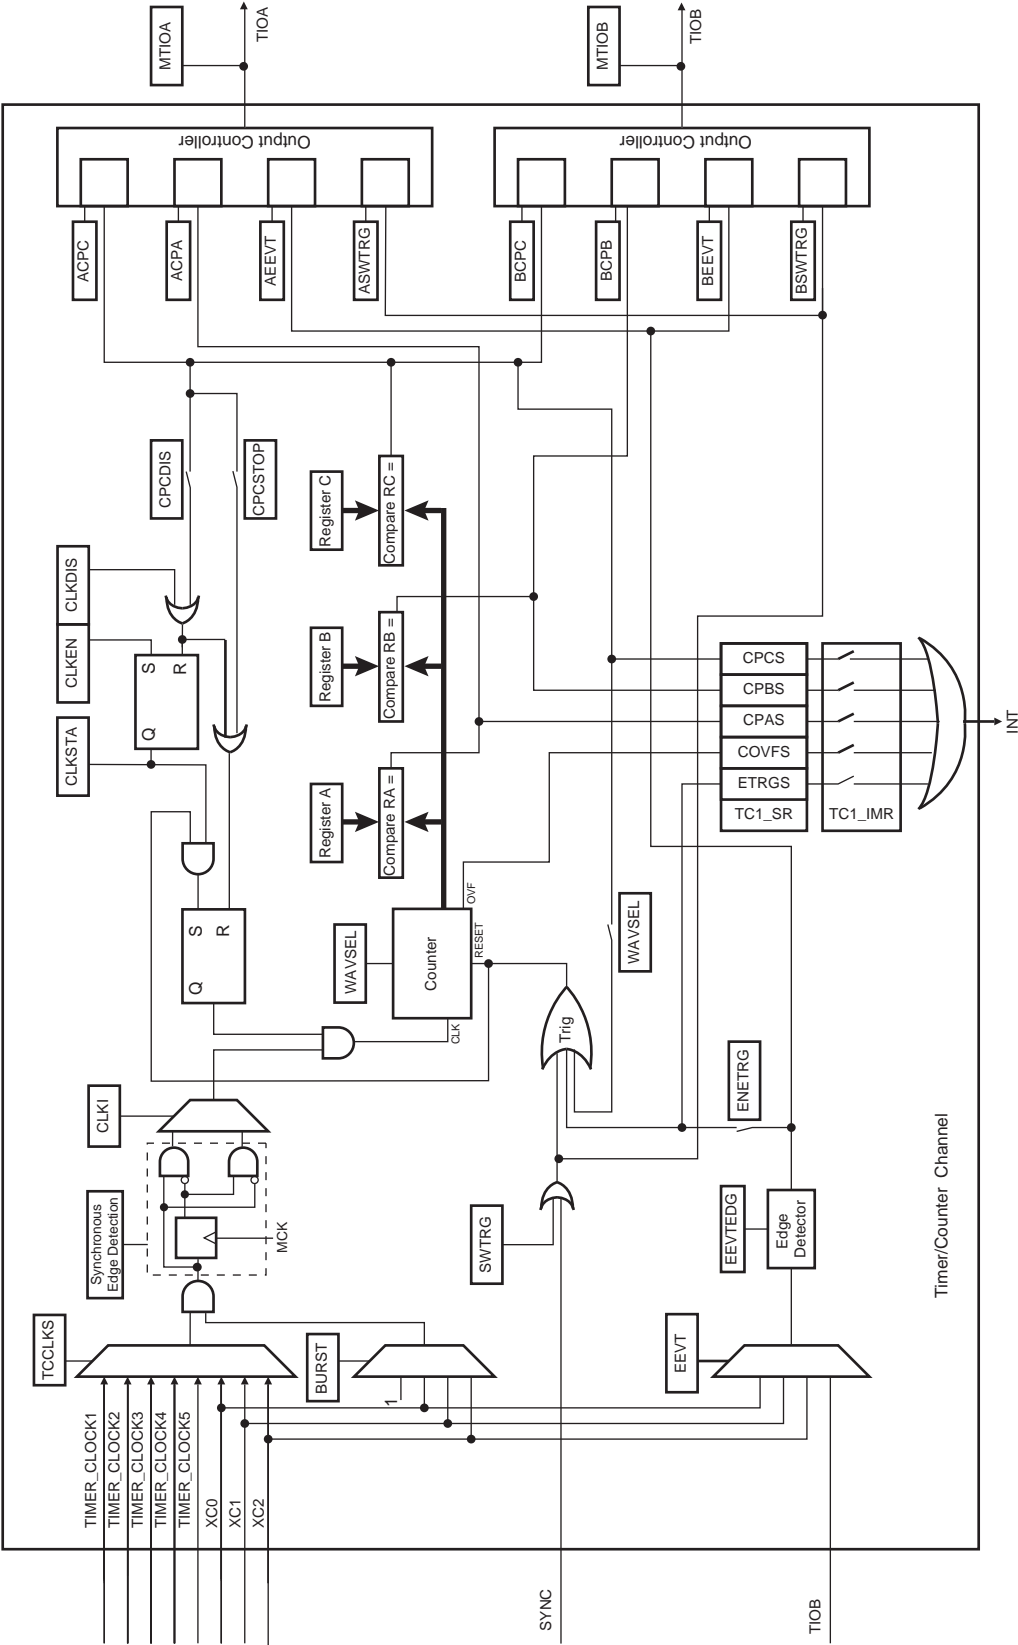 TCCLKS
TIMER_CLOCK1
TIMER_CLOCK2
TIMER_CLOCK3
TIMER_CLOCK4
TIMER_CLOCK5
XC0
XC1
XC2
Synchronous
Edge Detection
CLKI
MCK
BURST
1
Q
S
R
CLKSTA
CLKEN
CLKDIS
Q
S
R
CPCDIS
CPCSTOP
ACPC
ACPA
AEEVT
ASWTRG
Output Controller
MTIOA
TIOA
WAVSEL
Counter
CLK
RESET
OVF
Register A
Register B
Register C
Compare RA =
Compare RB =
Compare RC =
SYNC
SWTRG
Trig
WAVSEL
BCPC
BCPB
BEEVT
BSWTRG
Output Controller
MTIOB
TIOB
TIOB
EEVT
EEVTEDG
Edge
Detector
ENETRG
TC1_SR
ETRGS
COVFS
CPAS
CPBS
CPCS
TC1_IMR
INT
Timer/Counter Channel